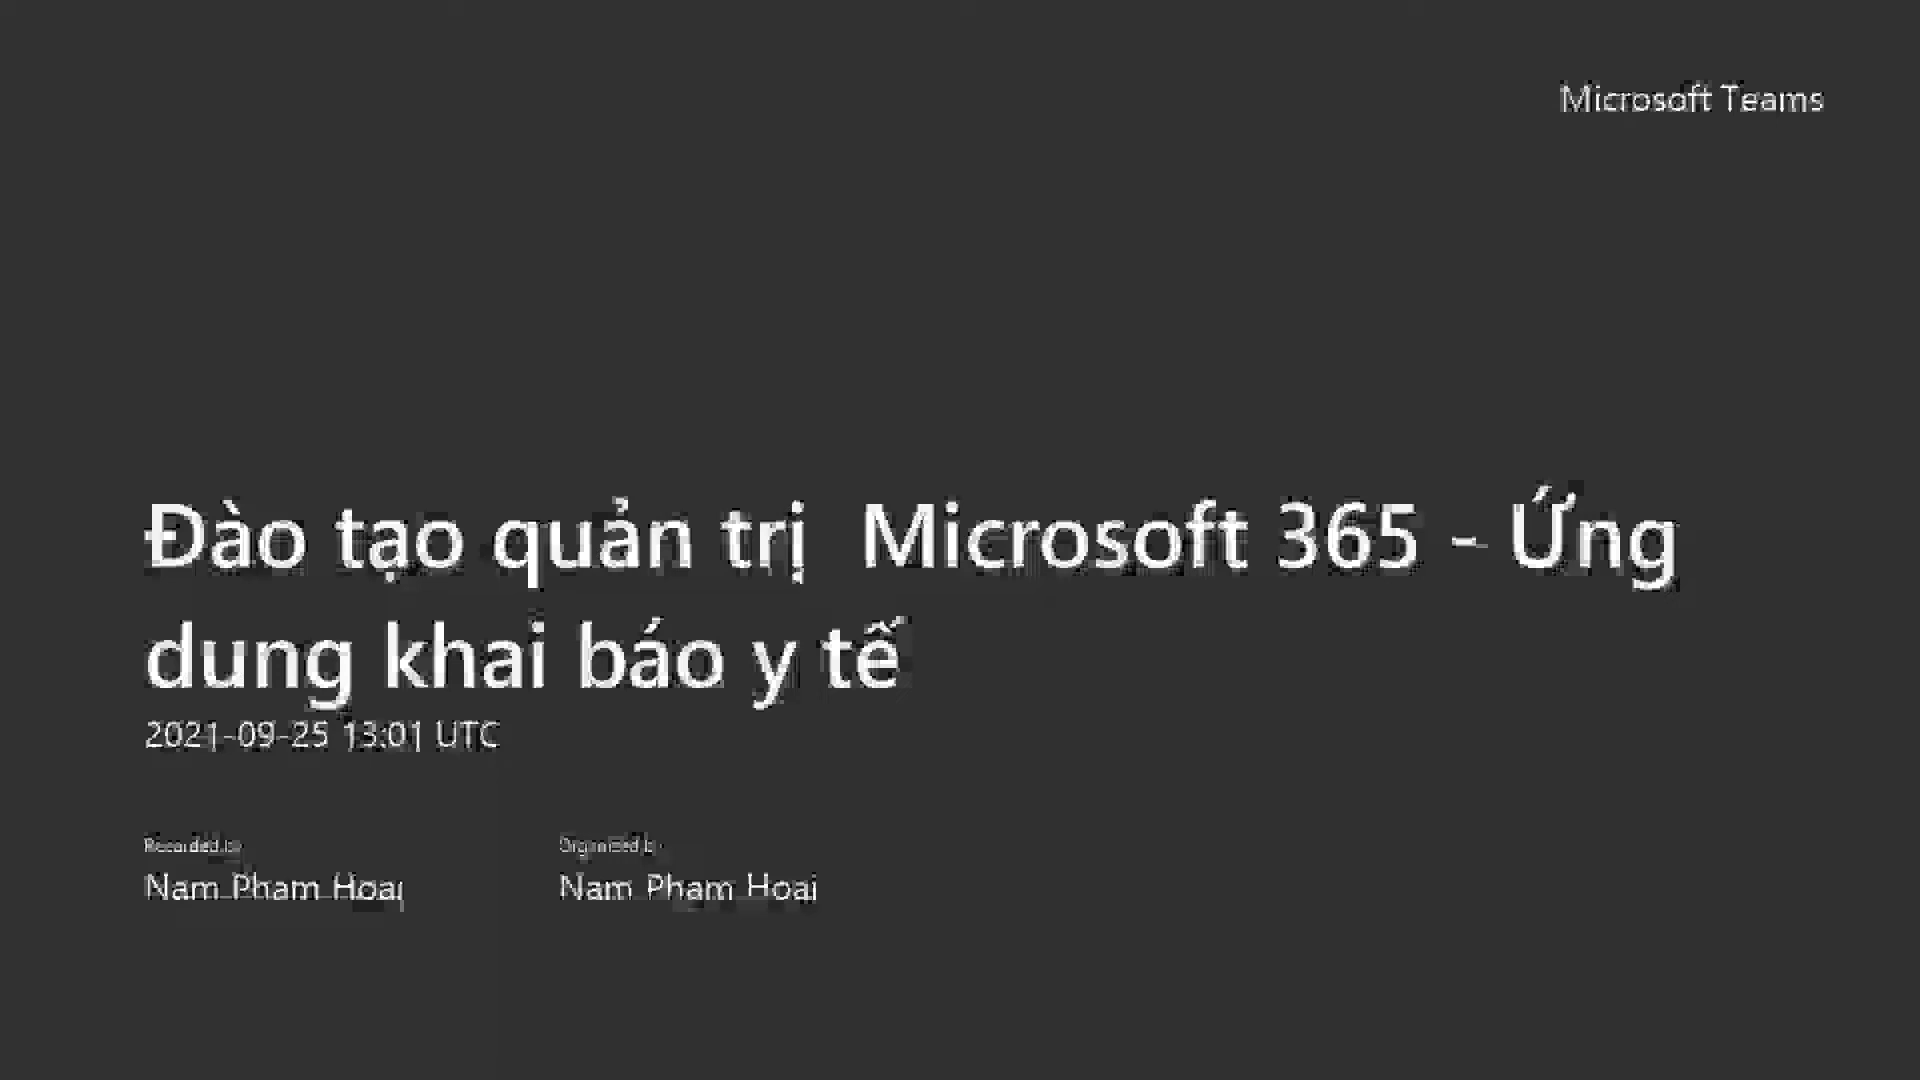 Microsoft Teams
Đào tạo quản trị Microsoft 365 - Ứng
dung khai báo y tế
2021-09-25 13:01 UTC
Recorded by
Organized by
Nam Pham Hoai
Nam Pham Hoai